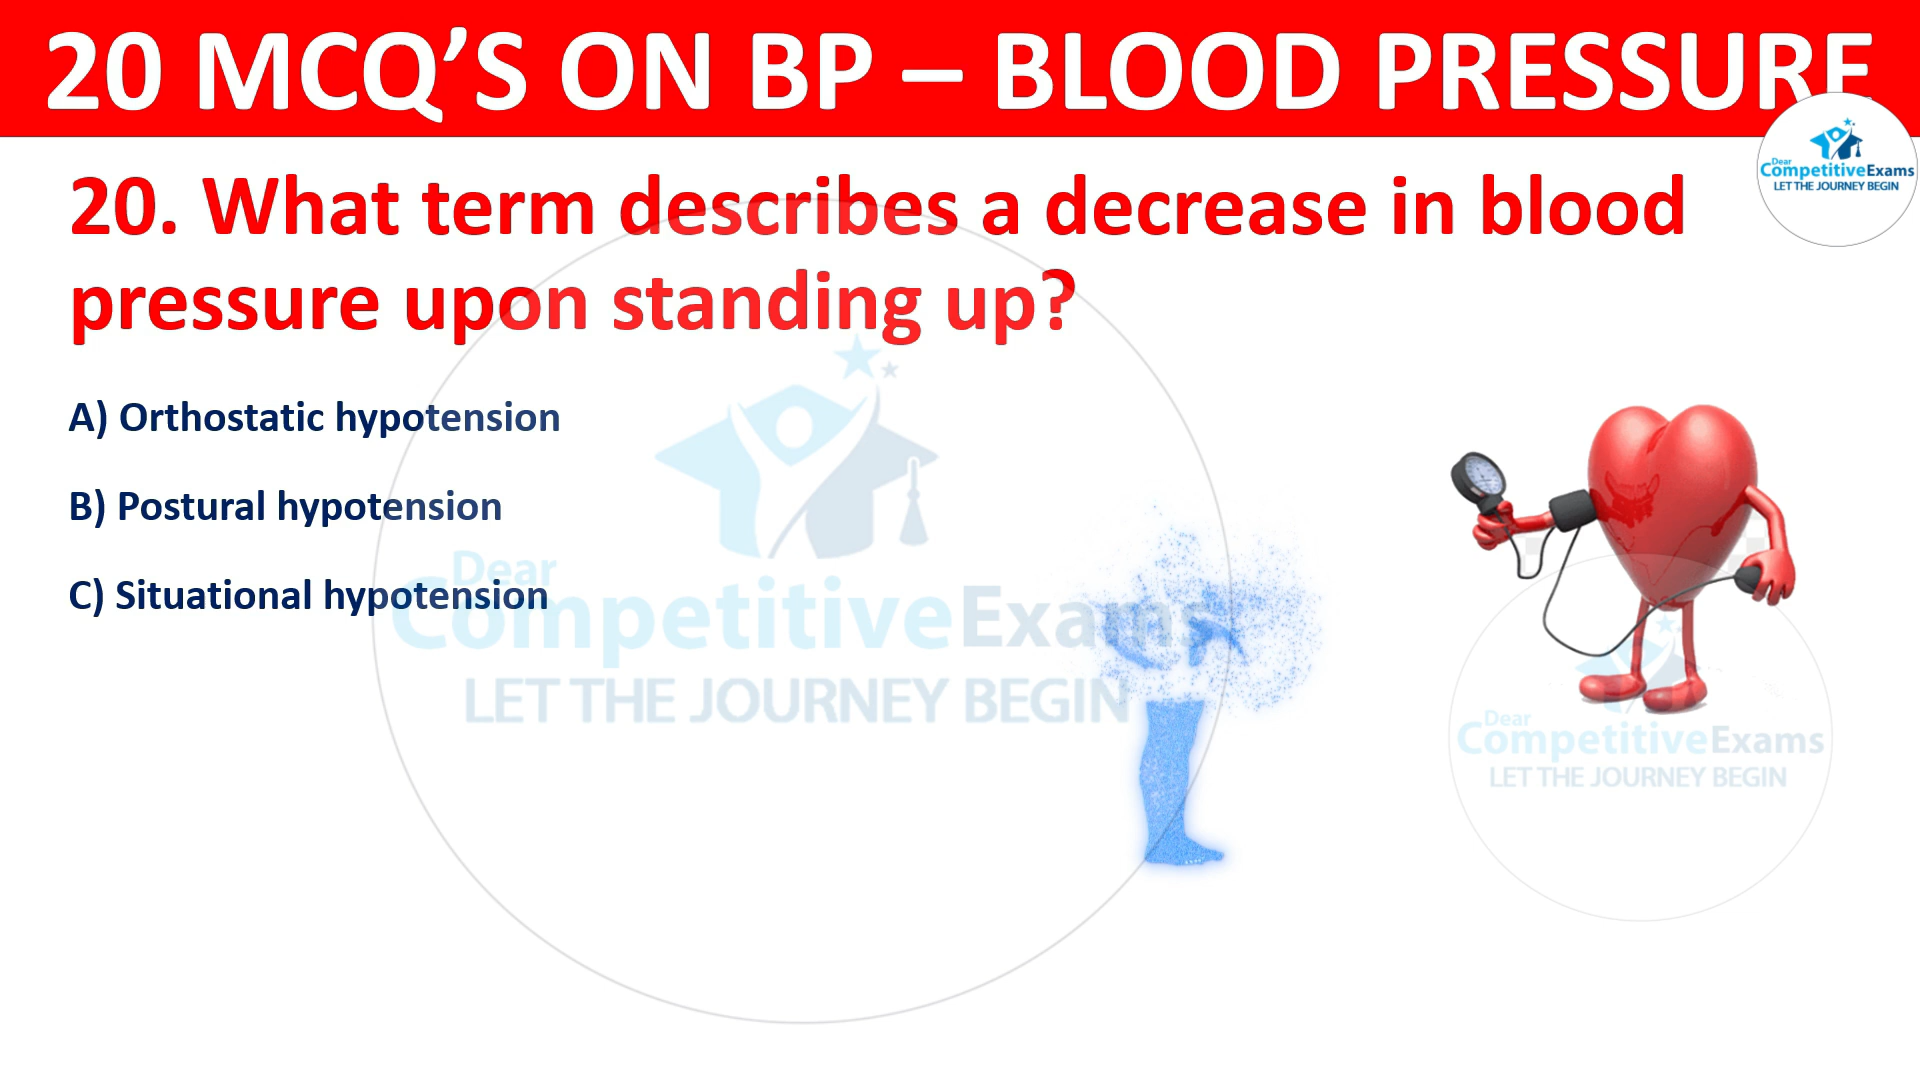 20 MCQ’S ON BP – BLOOD PRESSURE
Dear
CompetitiveExams
LET THE JOURNEY BEGIN
20. What term describes a decrease in blood
pressure upon standing up?
A) Orthostatic hypotension
B) Postural hypotension
C) Situational hypotension
Dear
CompetitiveExams
LET THE JOURNEY BEGIN
Dear
CompetitiveExams
LET THE JOURNEY BEGIN